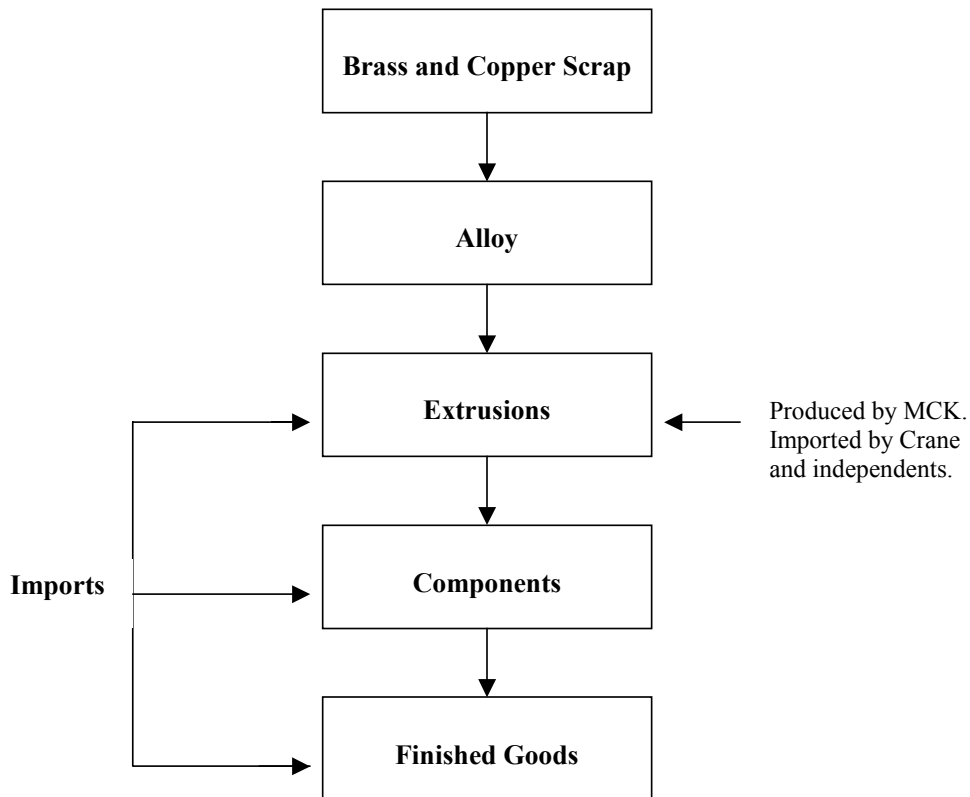 Brass and Copper Scrap
Alloy
Extrusions
Produced by MCK.
Imported by Crane
and independents.
Imports
Components
Finished Goods